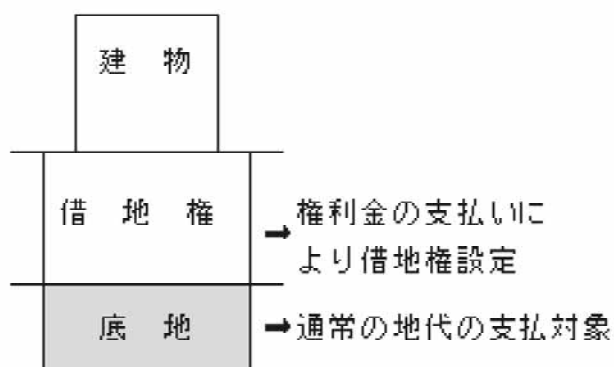 建 物
借 地 権
➡権利金の支払いに
より借地権設定
底 地
➡通常の地代の支払対象